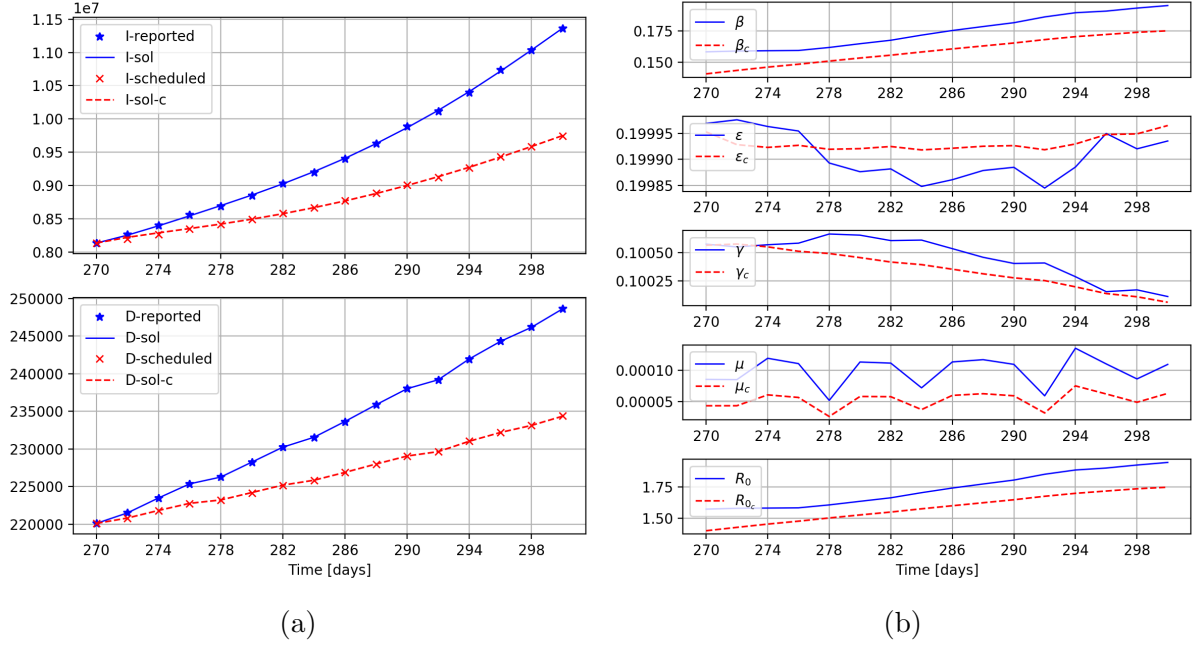 1e7
1.15
1.10
1.05
1.00
0.95
0.90
0.85
0.80
I-reported
I-sol
I-scheduled
I-sol-c
270 274 278 282 286 290 294 298
250000
245000
240000
235000
230000
225000
220000
D-reported
D-sol
D-scheduled
D-sol-c
270 274 278 282 286 290 294 298
Time [days]
(a)
0.175
0.150
β
β_c
270 274 278 282 286 290 294 298
0.19995
0.19990
0.19985
ε
ε_c
270 274 278 282 286 290 294 298
0.10050
0.10025
γ
γ_c
270 274 278 282 286 290 294 298
0.00010
0.00005
μ
μ_c
270 274 278 282 286 290 294 298
1.75
1.50
R_0
R_{0_c}
270 274 278 282 286 290 294 298
Time [days]
(b)